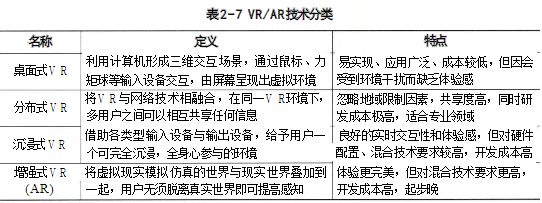 表2-7 VR/AR技术分类
名称 定义 特点
桌面式VR 利用计算机形成三维交互场景，通过鼠标、力
矩球等输入设备交互，由屏幕呈现出虚拟环境
易实现、应用广泛、成本较低，但因会
受到环境干扰而缺乏体验感
分布式VR 将VR与网络技术相融合，在同一VR环境下，
多用户之间可以相互共享任何信息
忽略地域限制因素，共享度高，同时研
发成本极高，适合专业领域
沉浸式VR 借助各类型输入设备与输出设备，给予用户一
个可完全沉浸，全身心参与的环境
良好的实时交互性和体验感，但对硬件
配置、混合技术要求较高，开发成本高
增强式VR
(AR)
将虚拟现实模拟仿真的世界与现实世界叠加到
一起，用户无须脱离真实世界即可提高感知
体验更完美，但对混合技术要求更高，
开发成本高，起步晚